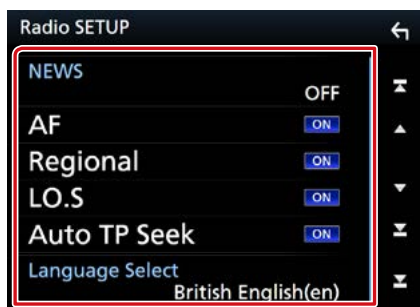 Radio SETUP
NEWS
OFF
AF ON
Regional ON
LO.S ON
Auto TP Seek ON
Language Select
British English(en)